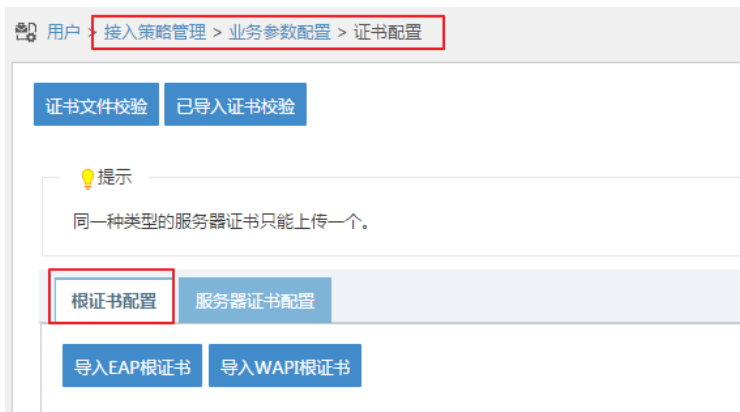 用户 > 接入策略管理 > 业务参数配置 > 证书配置
证书文件校验 已导入证书校验
提示
同一种类型的服务器证书只能上传一个。
根证书配置 服务器证书配置
导入EAP根证书 导入WAPI根证书